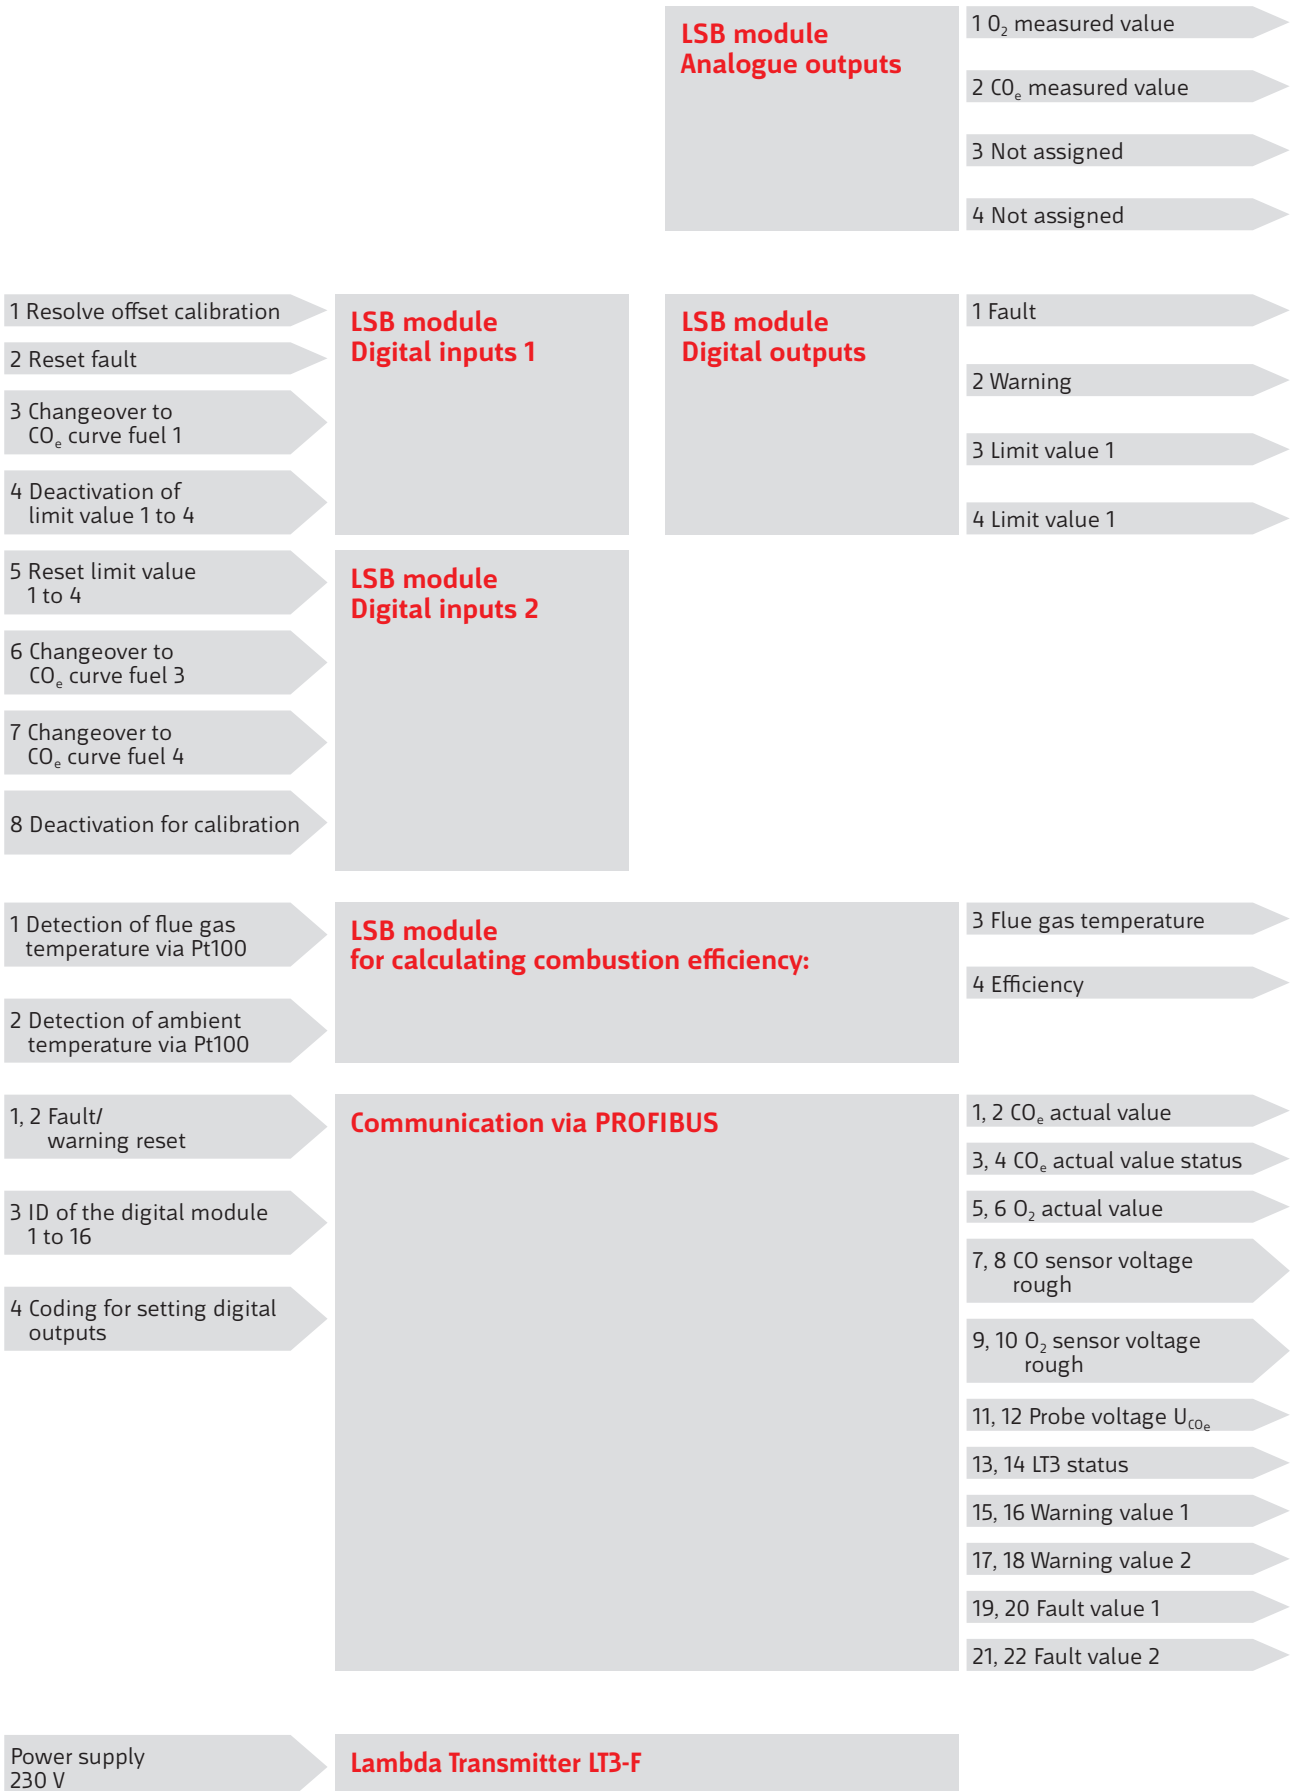 LSB module
Analogue outputs
1 O₂ measured value
2 COₑ measured value
3 Not assigned
4 Not assigned
1 Resolve offset calibration
2 Reset fault
3 Changeover to
COₑ curve fuel 1
4 Deactivation of
limit value 1 to 4
LSB module
Digital inputs 1
LSB module
Digital outputs
1 Fault
2 Warning
3 Limit value 1
4 Limit value 1
5 Reset limit value
1 to 4
6 Changeover to
COₑ curve fuel 3
7 Changeover to
COₑ curve fuel 4
8 Deactivation for calibration
LSB module
Digital inputs 2
1 Detection of flue gas
temperature via Pt100
2 Detection of ambient
temperature via Pt100
LSB module
for calculating combustion efficiency:
3 Flue gas temperature
4 Efficiency
1, 2 Fault/
warning reset
3 ID of the digital module
1 to 16
4 Coding for setting digital
outputs
Communication via PROFIBUS
1, 2 COₑ actual value
3, 4 COₑ actual value status
5, 6 O₂ actual value
7, 8 CO sensor voltage
rough
9, 10 O₂ sensor voltage
rough
11, 12 Probe voltage U_COₑ
13, 14 LT3 status
15, 16 Warning value 1
17, 18 Warning value 2
19, 20 Fault value 1
21, 22 Fault value 2
Power supply
230 V
Lambda Transmitter LT3-F